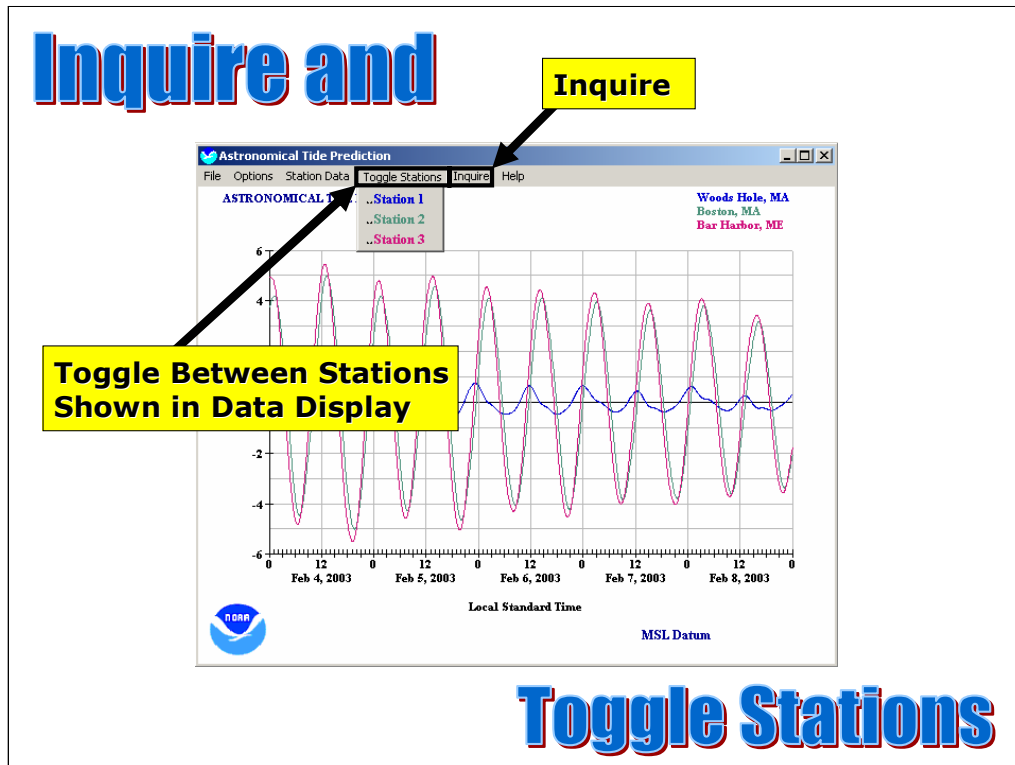 Inquire and
Inquire
Astronomical Tide Prediction
File Options Station Data Toggle Stations Inquire Help
ASTRONOMICAL
..Station 1
..Station 2
..Station 3
Woods Hole, MA
Boston, MA
Bar Harbor, ME
6
4
Toggle Between Stations
Shown in Data Display
-2
-4
-6
0 12 0 12 0 12 0 12 0 12 0
Feb 4, 2003 Feb 5, 2003 Feb 6, 2003 Feb 7, 2003 Feb 8, 2003
Local Standard Time
NOAA
MSL Datum
Toggle Stations